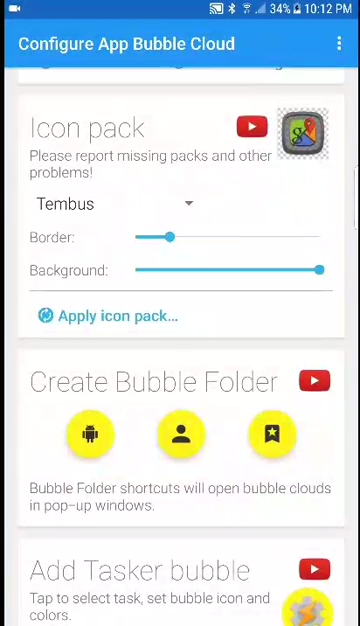 34% 10:12 PM
Configure App Bubble Cloud
Icon pack
Please report missing packs and other
problems!
Tembus
Border:
Background:
Apply icon pack...
Create Bubble Folder
Bubble Folder shortcuts will open bubble clouds
in pop-up windows.
Add Tasker bubble
Tap to select task, set bubble icon and
colors.